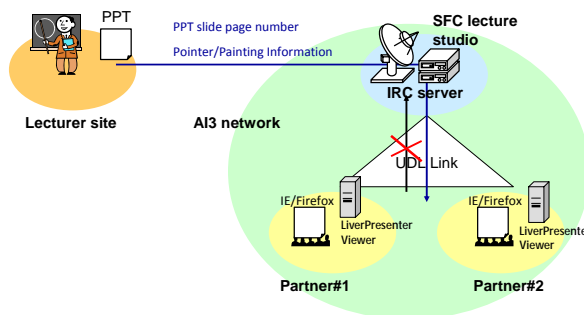 PPT
PPT slide page number
Pointer/Painting Information
SFC lecture
studio
IRC server
Lecturer site
AI3 network
UDL Link
IE/Firefox
LiverPresenter
Viewer
Partner#1
IE/Firefox
LiverPresente
Viewer
Partner#2